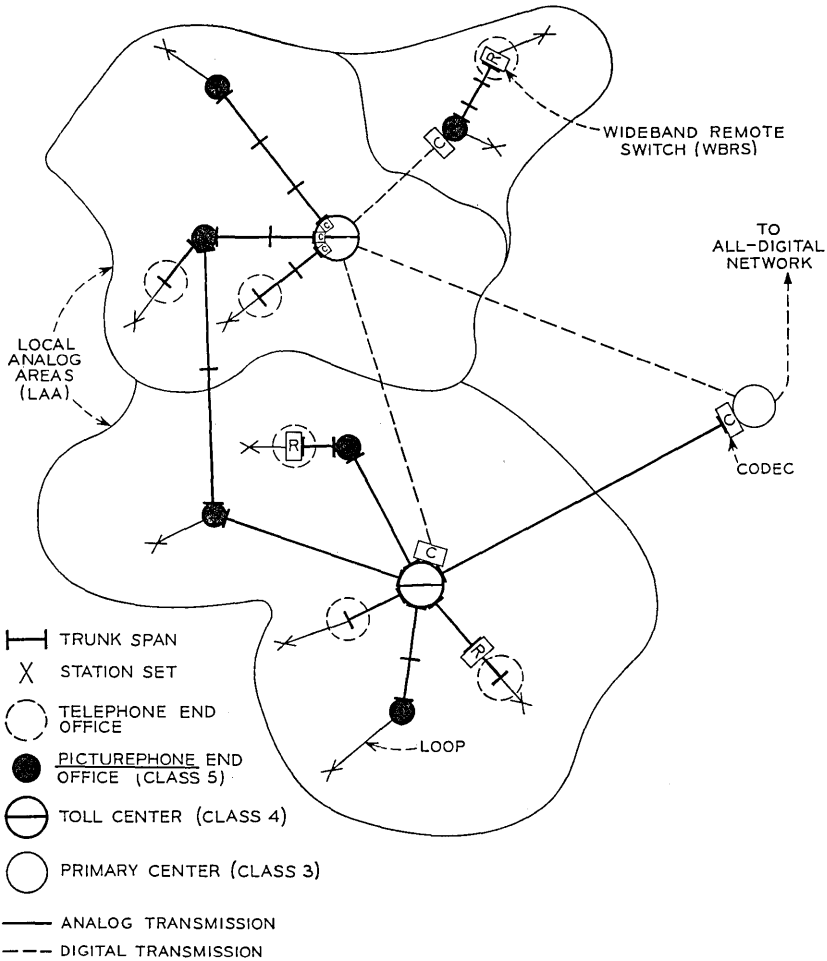 R
WIDEBAND REMOTE
SWITCH (WBRS)
C
C
C
C
TO
ALL-DIGITAL
NETWORK
LOCAL
ANALOG
AREAS
(LAA)
R
C
CODEC
C
R
LOOP
TRUNK SPAN
STATION SET
TELEPHONE END
OFFICE
PICTUREPHONE END
OFFICE (CLASS 5)
TOLL CENTER (CLASS 4)
PRIMARY CENTER (CLASS 3)
ANALOG TRANSMISSION
DIGITAL TRANSMISSION